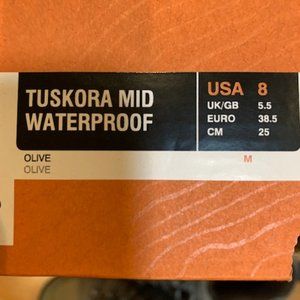 TUSKORA MID
WATERPROOF
USA 8
UK/GB 5.5
EURO 38.5
CM 25
OLIVE M
OLIVE